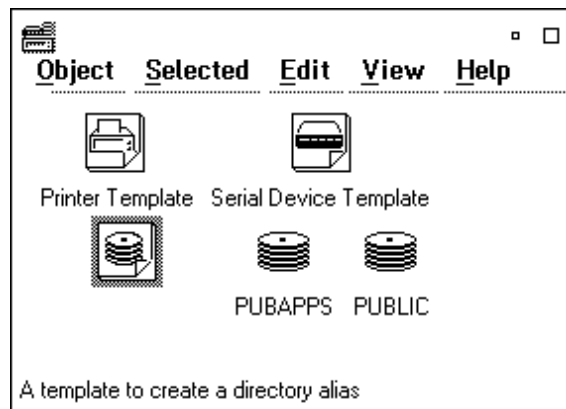 Object Selected Edit View Help
Printer Template Serial Device Template
PUBAPPS PUBLIC
A template to create a directory alias